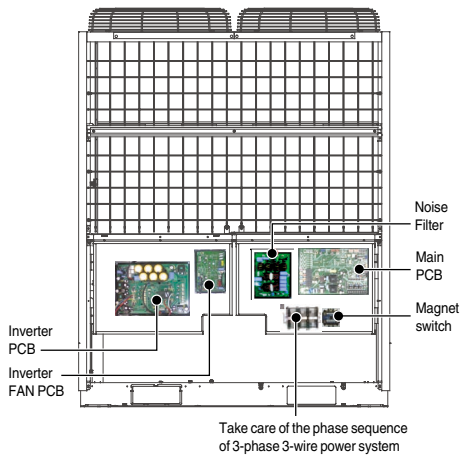 Noise
Filter
Main
PCB
Magnet
switch
Inverter
PCB
Inverter
FAN PCB
Take care of the phase sequence
of 3-phase 3-wire power system